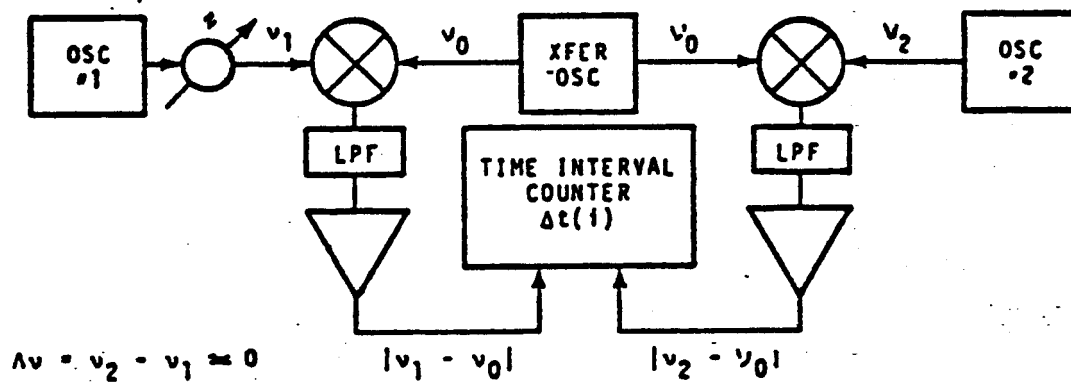 OSC
#1
ν₁
ν₀
XFER
-OSC
ν₀
ν₂
OSC
#2
LPF
TIME INTERVAL
COUNTER
Δt(i)
LPF
Δν = ν₂ - ν₁ ≃ 0
|ν₁ - ν₀|
|ν₂ - ν₀|